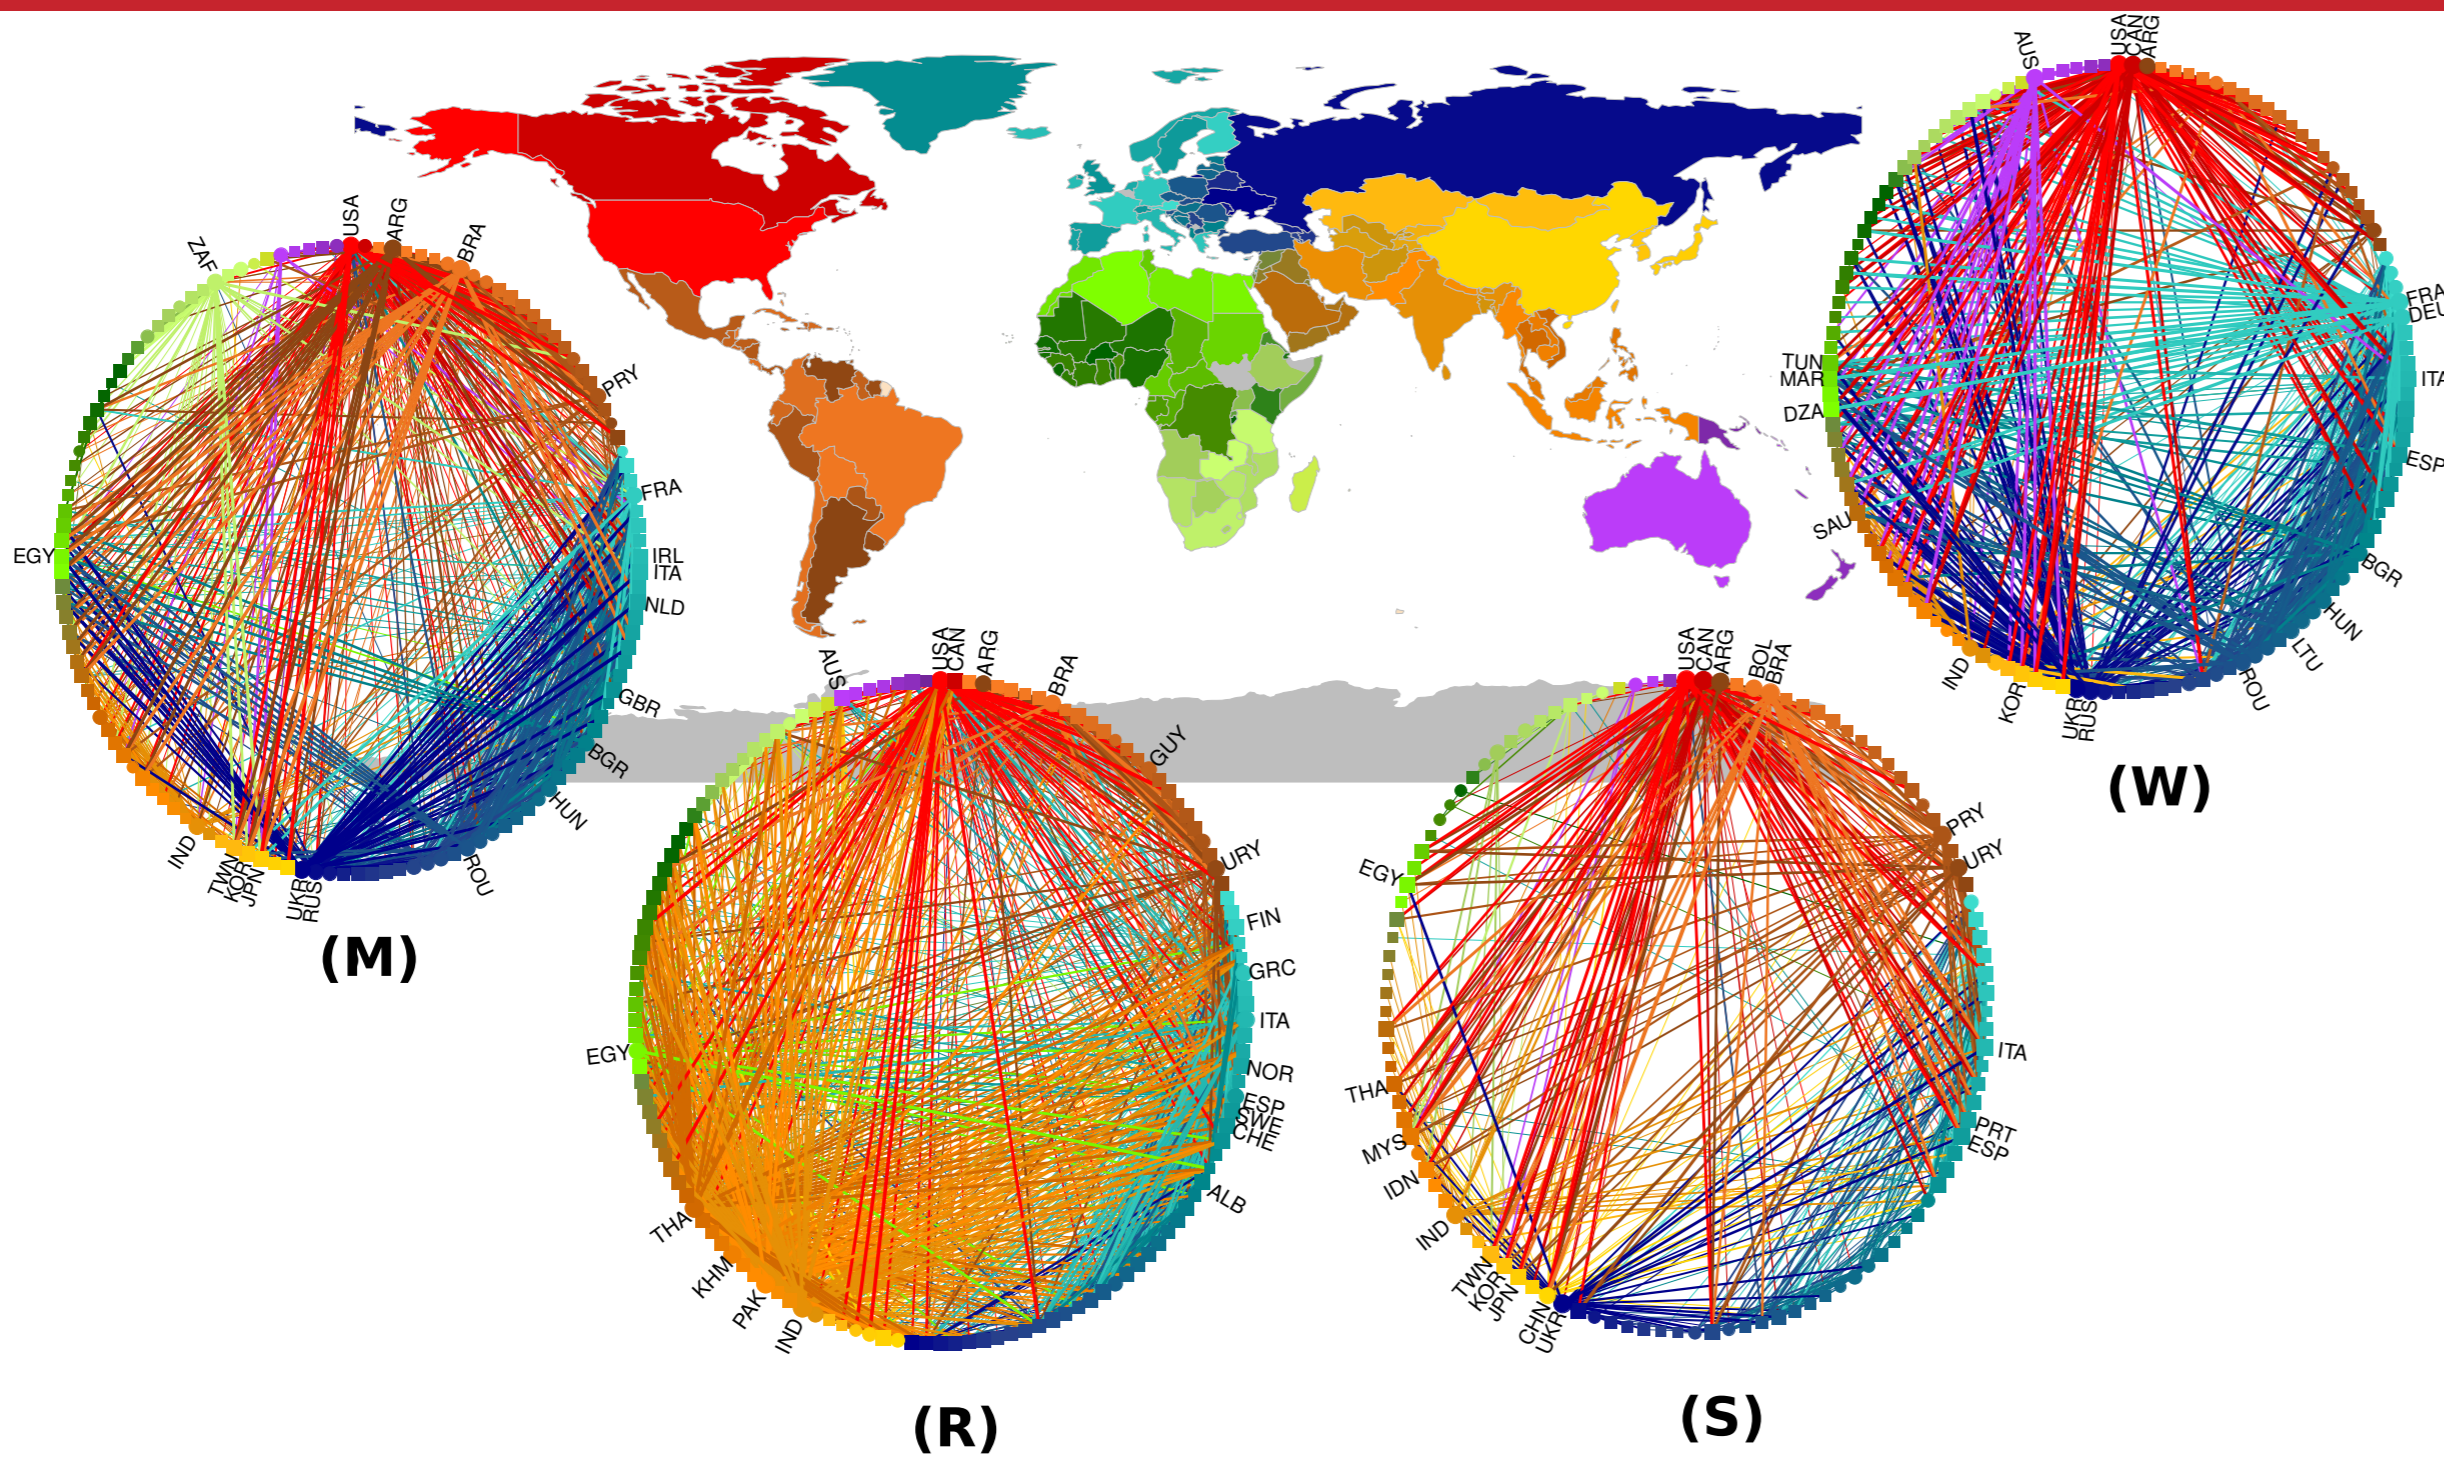 USA
ARG
BRA
ZAF
PRY
FRA
EGY
IRL
ITA
NLD
GBR
BGR
HUN
IND
TWN
KOR
JPN
UKR
RUS
ROU
(M)
AUS
USA
CAN
ARG
BRA
GUY
URY
FIN
GRC
ITA
EGY
NOR
ESP
SWE
CHE
ALB
THA
KHM
PAK
IND
(R)
USA
CAN
ARG
BOL
BRA
PRY
URY
EGY
ITA
THA
PRT
ESP
MYS
IDN
IND
TWN
KOR
JPN
CHN
UKR
(S)
AUS
USA
CAN
ARG
FRA
DEU
TUN
MAR
ITA
DZA
ESP
SAU
BGR
HUN
LTU
IND
KOR
UKR
RUS
ROU
(W)